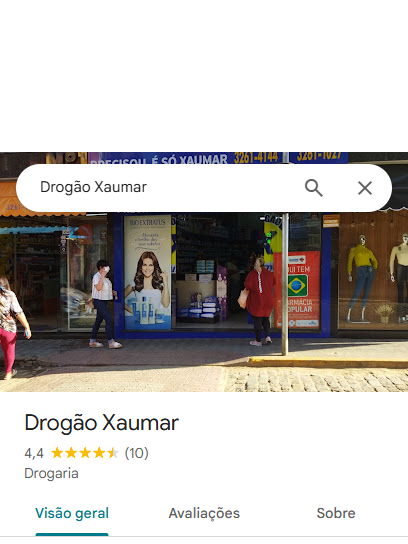 PRECISOU, É SÓ XAUMAR 3261-4144 3261-1027
Drogão Xaumar
BIO EXTRATUS
AQUI TEM
FARMÁCIA
POPULAR
Drogão Xaumar
4,4 (10)
Drogaria
Visão geral Avaliações Sobre